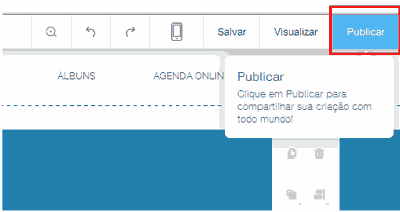 Salvar Visualizar Publicar
ÁLBUNS AGENDA ONLIN
Publicar
Clique em Publicar para
compartilhar sua criação com
todo mundo!